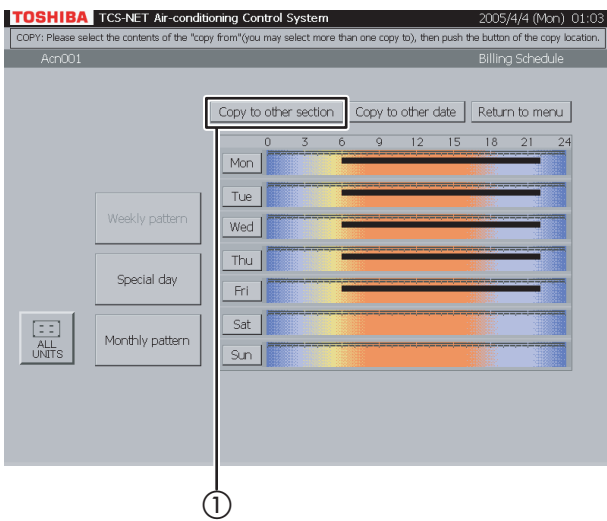 TOSHIBA TCS-NET Air-conditioning Control System 2005/4/4 (Mon) 01:03
COPY: Please select the contents of the "copy from"(you may select more than one copy to), then push the button of the copy location.
Acn001 Billing Schedule
Copy to other section Copy to other date Return to menu
0 3 6 9 12 15 18 21 24
Mon
Tue
Weekly pattern
Wed
Thu
Special day
Fri
Sat
ALL
UNITS
Monthly pattern
Sun
①